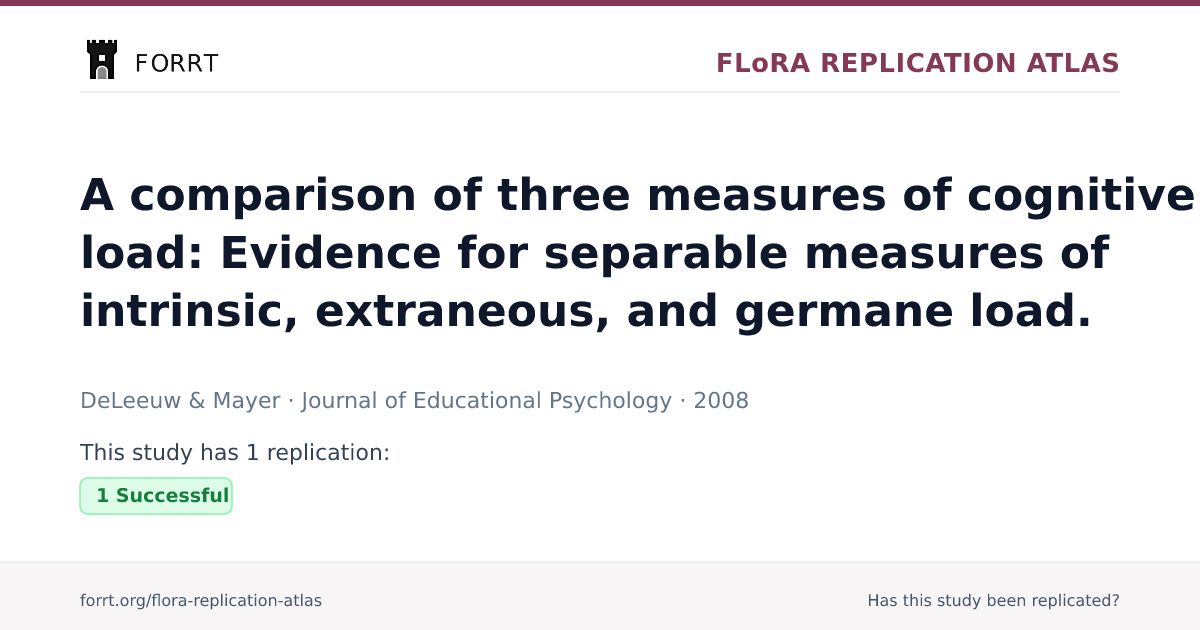 FORRT
FLoRA REPLICATION ATLAS
A comparison of three measures of cognitive
load: Evidence for separable measures of
intrinsic, extraneous, and germane load.
DeLeeuw & Mayer · Journal of Educational Psychology · 2008
This study has 1 replication:
1 Successful
forrt.org/flora-replication-atlas
Has this study been replicated?